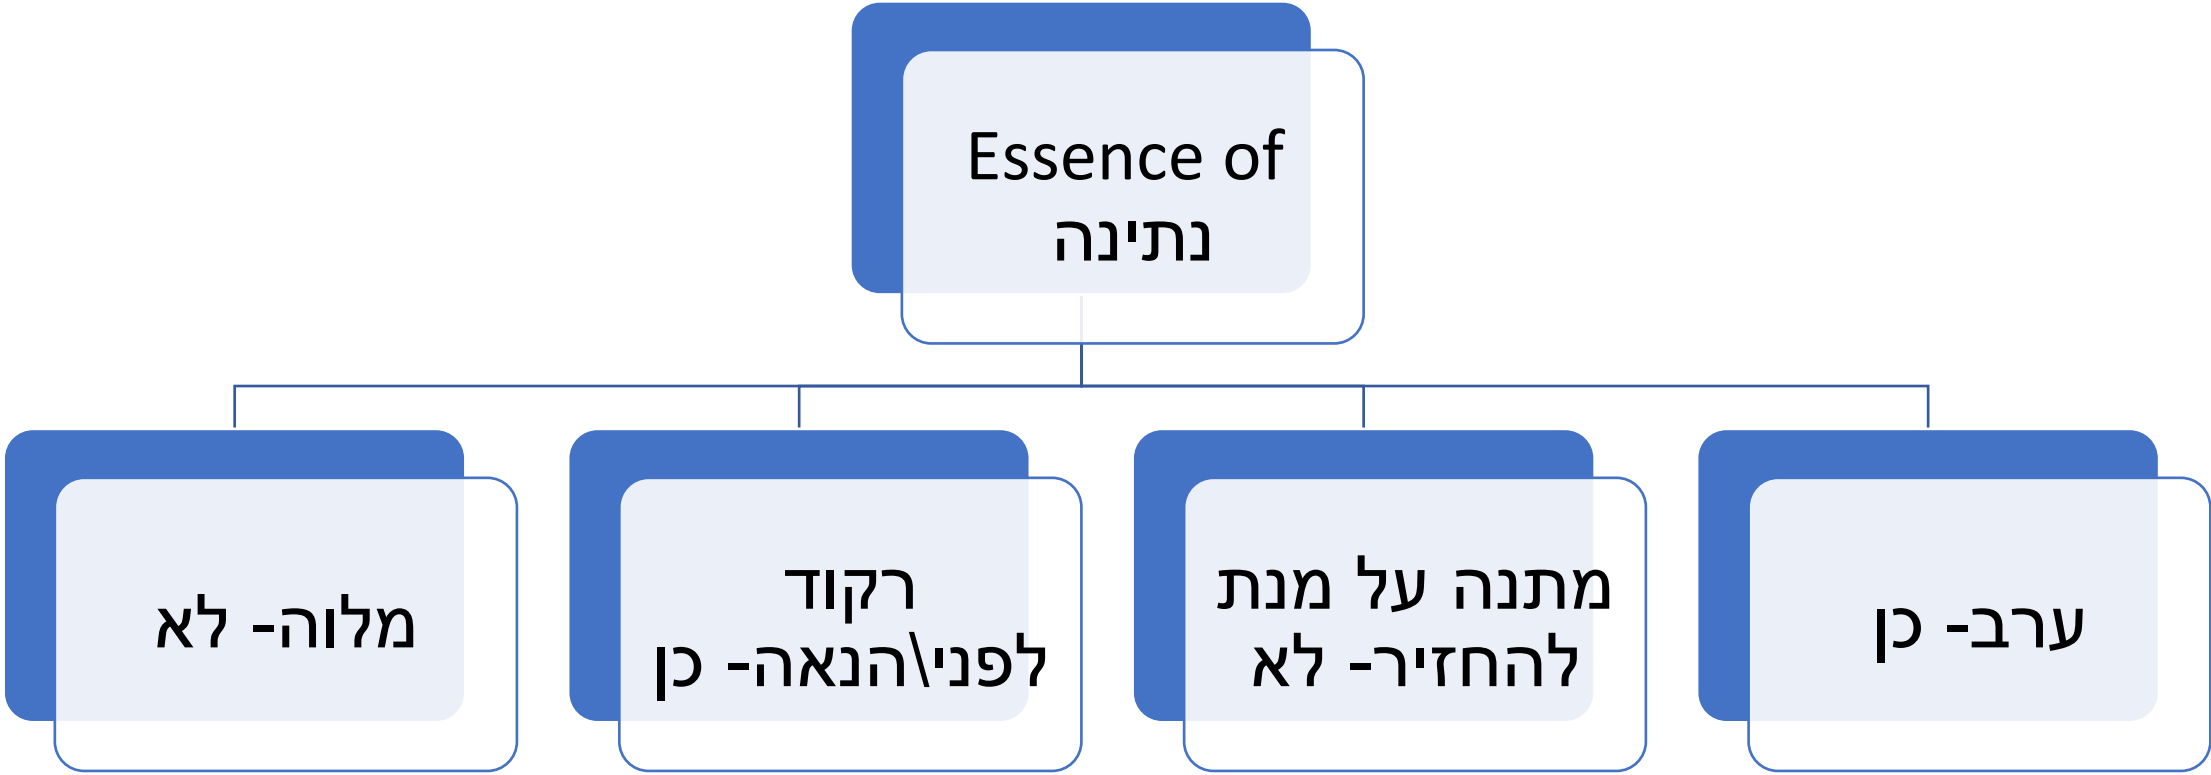 Essence of
נתינה
מלוה- לא
רקוד
לפני\הנאה- כן
מתנה על מנת
להחזיר- לא
ערב- כן